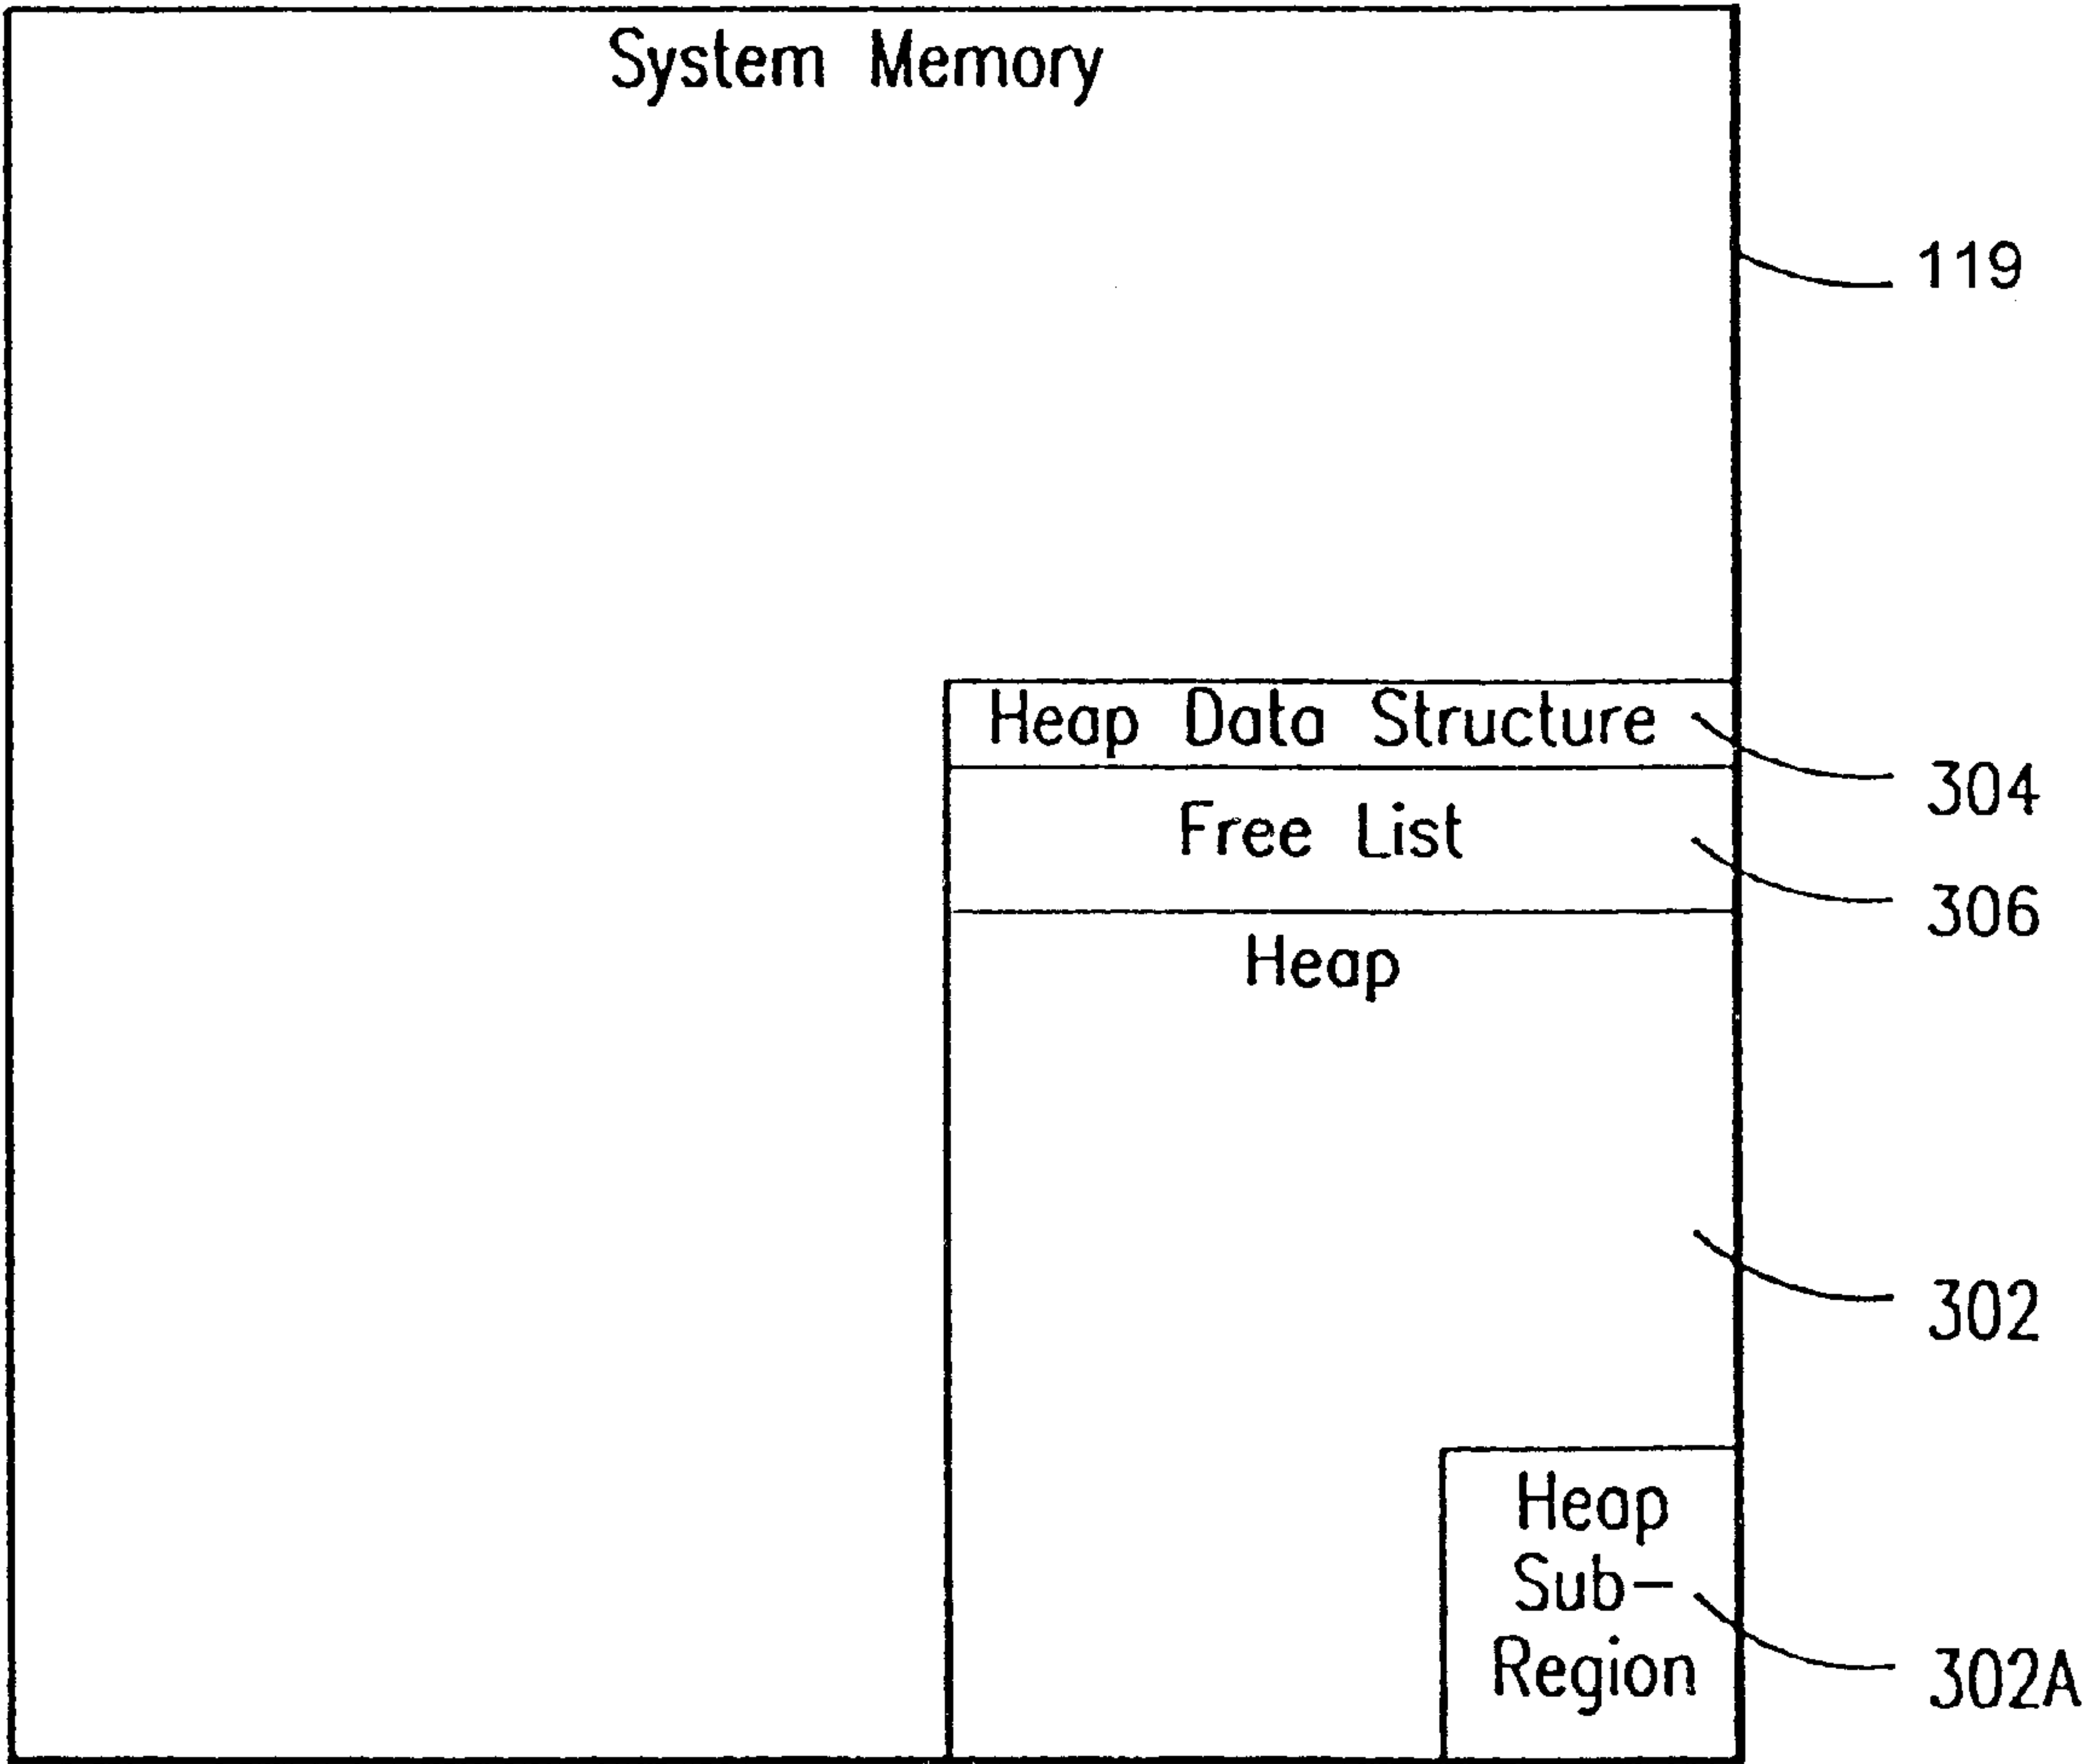 System Memory
119
Heap Data Structure
304
Free List
306
Heap
302
Heap
Sub-
Region
302A